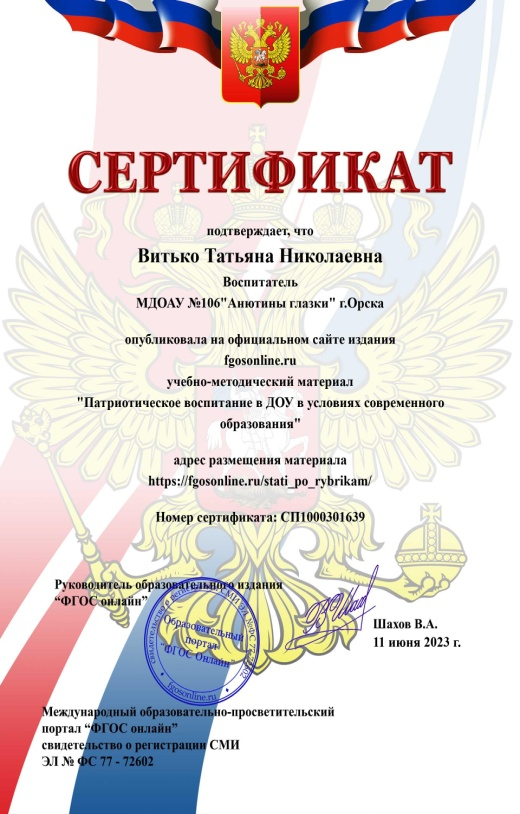 СЕРТИФИКАТ
подтверждает, что
Витько Татьяна Николаевна
Воспитатель
МДОАУ №106"Анютины глазки" г.Орска
опубликовала на официальном сайте издания
fgosonline.ru
учебно-методический материал
"Патриотическое воспитание в ДОУ в условиях современного
образования"
адрес размещения материала
https://fgosonline.ru/stati_po_rybrikam/
Номер сертификата: СП1000301639
Руководитель образовательного издания
“ФГОС онлайн”
Шахов В.А.
11 июня 2023 г.
Образовательный
портал
"ФГОС Онлайн"
fgosonline.ru
Международный образовательно-просветительский
портал “ФГОС онлайн”
свидетельство о регистрации СМИ
ЭЛ № ФС 77 - 72602